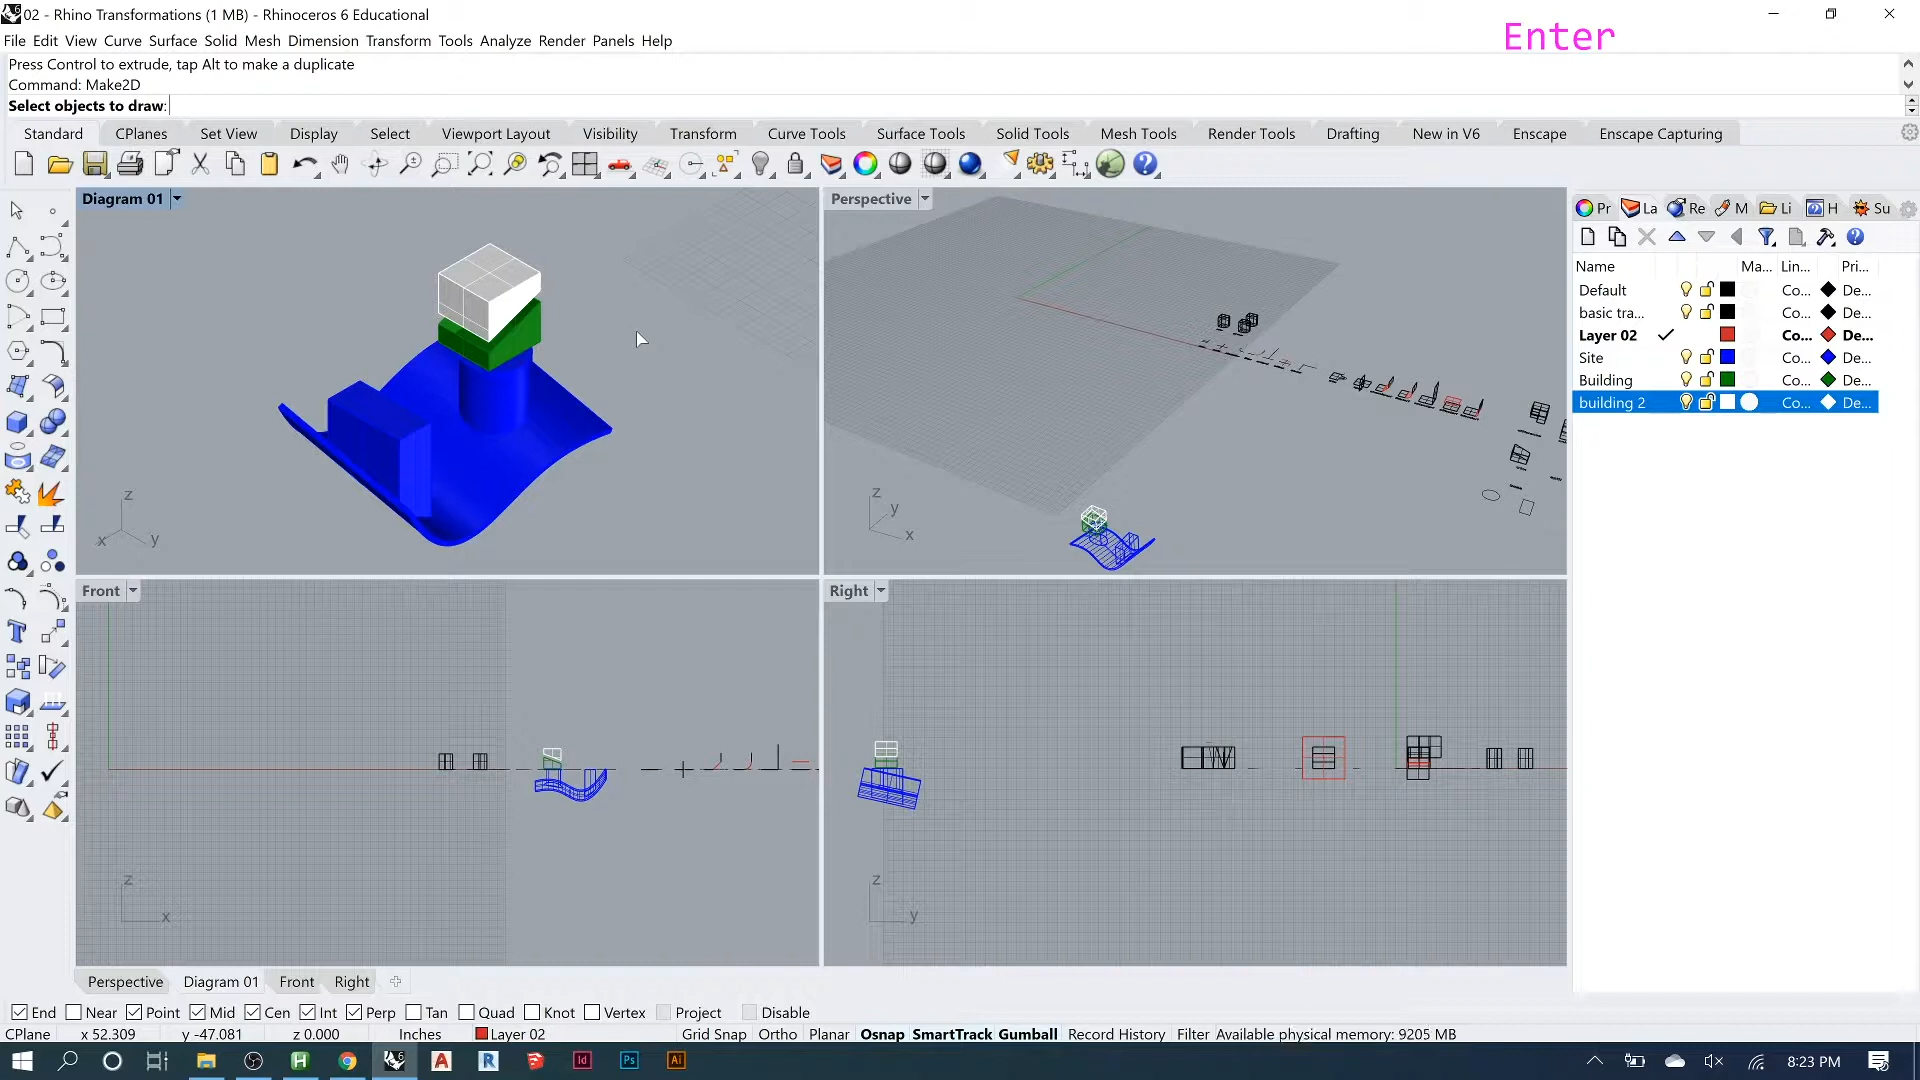 02 - Rhino Transformations (1 MB) - Rhinoceros 6 Educational
Enter
File Edit View Curve Surface Solid Mesh Dimension Transform Tools Analyze Render Panels Help
Press Control to extrude, tap Alt to make a duplicate
Command: Make2D
Select objects to draw:
Standard CPlanes Set View Display Select Viewport Layout Visibility Transform Curve Tools Surface Tools Solid Tools Mesh Tools Render Tools Drafting New in V6 Enscape Enscape Capturing
Diagram 01
Perspective
Pr La Re M Li H Su
Name Ma... Lin... Pri...
Default Co... De...
basic tra... Co... De...
Layer 02 Co... De...
Site Co... De...
Building Co... De...
building 2 Co... De...
z
x y
z
y
x
Front
Right
z
x
z
y
Perspective Diagram 01 Front Right
End Near Point Mid Cen Int Perp Tan Quad Knot Vertex Project Disable
CPlane x 52.309 y -47.081 z 0.000 Inches Layer 02 Grid Snap Ortho Planar Osnap SmartTrack Gumball Record History Filter Available physical memory: 9205 MB
8:23 PM